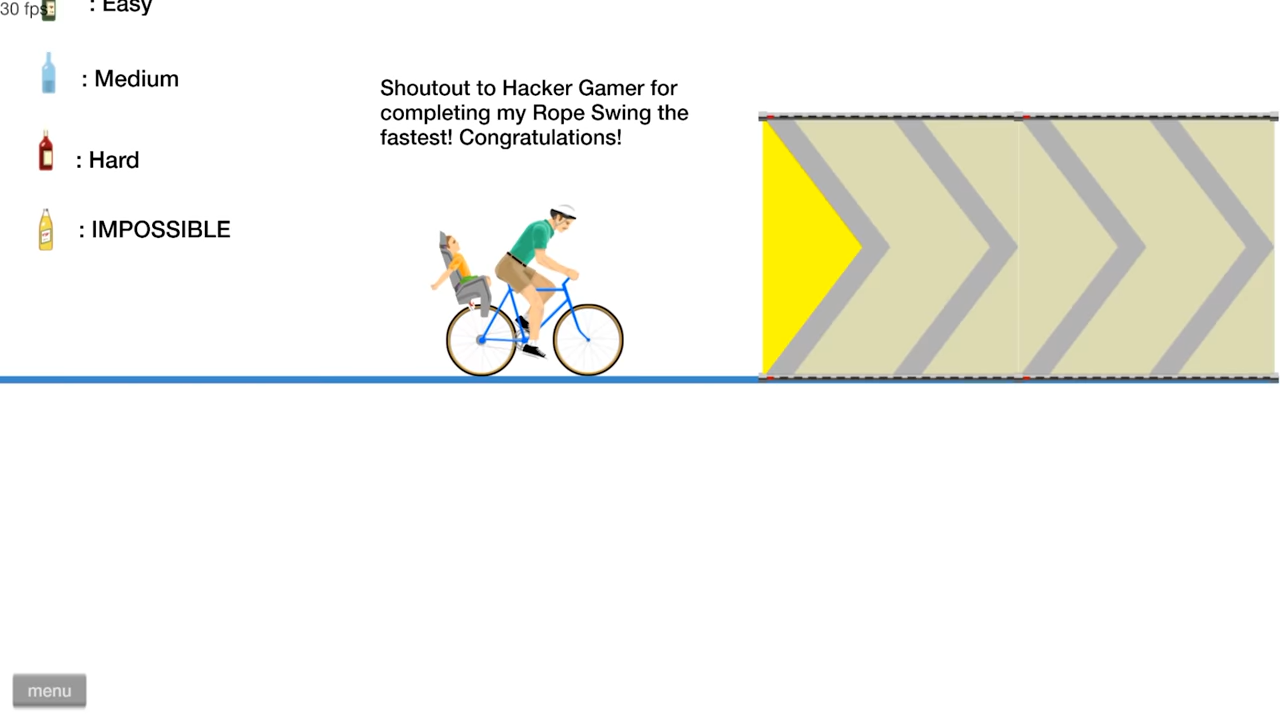 30 fps
: Easy
: Medium
Shoutout to Hacker Gamer for
completing my Rope Swing the
fastest! Congratulations!
: Hard
: IMPOSSIBLE
menu